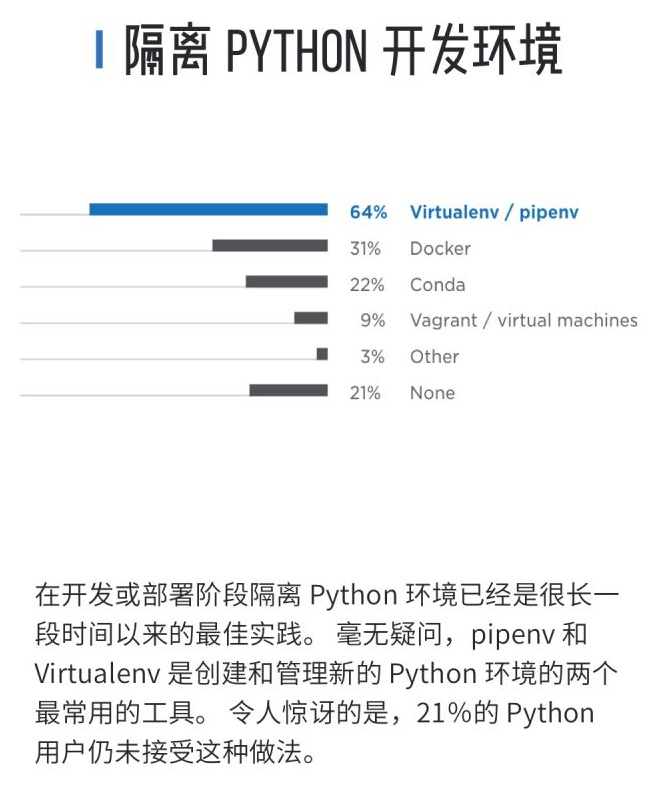 隔离 PYTHON 开发环境
64% Virtualenv / pipenv
31% Docker
22% Conda
9% Vagrant / virtual machines
3% Other
21% None
在开发或部署阶段隔离 Python 环境已经是很长一
段时间以来的最佳实践。 毫无疑问，pipenv 和
Virtualenv 是创建和管理新的 Python 环境的两个
最常用的工具。 令人惊讶的是，21%的 Python
用户仍未接受这种做法。